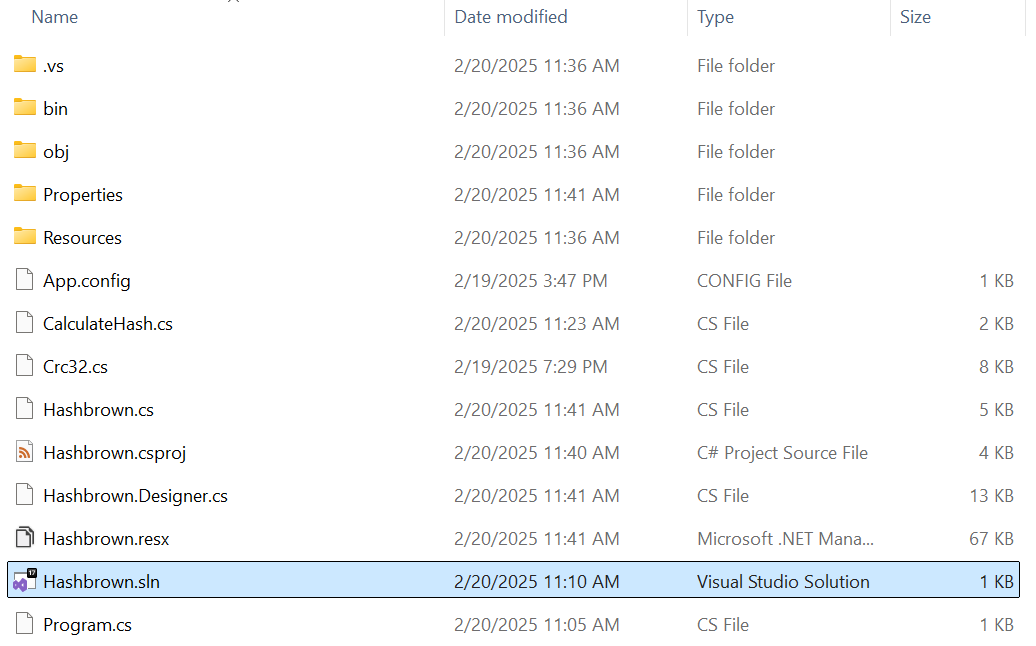 Name Date modified Type Size
.vs 2/20/2025 11:36 AM File folder
bin 2/20/2025 11:36 AM File folder
obj 2/20/2025 11:36 AM File folder
Properties 2/20/2025 11:41 AM File folder
Resources 2/20/2025 11:36 AM File folder
App.config 2/19/2025 3:47 PM CONFIG File 1 KB
CalculateHash.cs 2/20/2025 11:23 AM CS File 2 KB
Crc32.cs 2/19/2025 7:29 PM CS File 8 KB
Hashbrown.cs 2/20/2025 11:41 AM CS File 5 KB
Hashbrown.csproj 2/20/2025 11:40 AM C# Project Source File 4 KB
Hashbrown.Designer.cs 2/20/2025 11:41 AM CS File 13 KB
Hashbrown.resx 2/20/2025 11:41 AM Microsoft .NET Mana... 67 KB
17
Hashbrown.sln 2/20/2025 11:10 AM Visual Studio Solution 1 KB
Program.cs 2/20/2025 11:05 AM CS File 1 KB